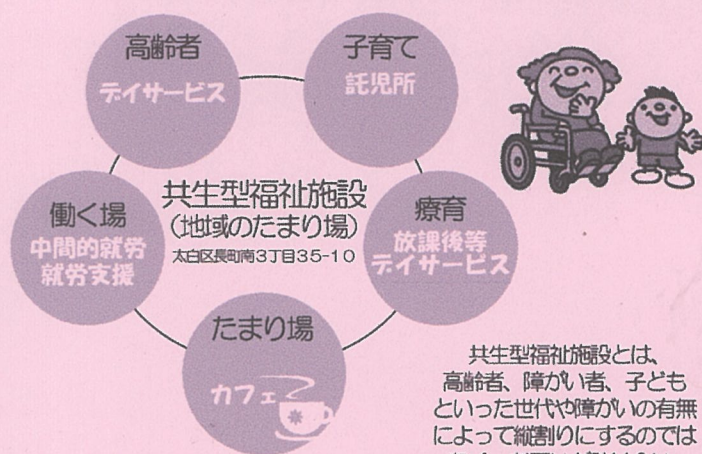 高齢者
デイサービス
子育て
託児所
共生型福祉施設
(地域のたまり場)
太白区長町南3丁目35-10
働く場
中間的就労
就労支援
療育
放課後等
デイサービス
たまり場
カフェ
共生型福祉施設とは、
高齢者、障がい者、子ども
といった世代や障がいの有無
によって縦割りにするのでは